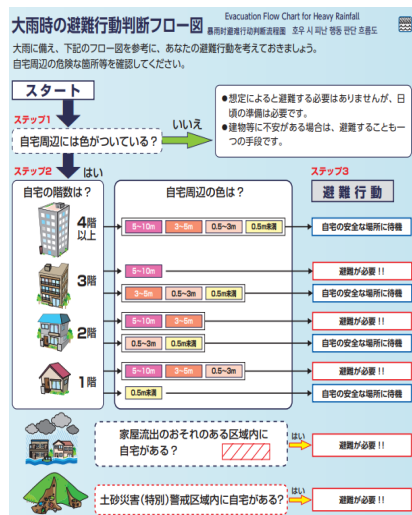 大雨時の避難行動判断フロー図
Evacuation Flow Chart for Heavy Rainfall
暴雨时避难行动判断流程图 호우 시 피난 행동 판단 흐름도
大雨に備え、下記のフロー図を参考に、あなたの避難行動を考えておきましょう。
自宅周辺の危険な箇所等を確認してください。
スタート
ステップ1
自宅周辺には色がついている？
いいえ
●想定によると避難する必要はありませんが、日
頃の準備は必要です。
●建物等に不安がある場合は、避難することも一
つの手段です。
ステップ2
はい
ステップ3
自宅の階数は？
自宅周辺の色は？
避難行動
4階
以上
5〜10m 3〜5m 0.5〜3m 0.5m未満
自宅の安全な場所に待機
3階
5〜10m
避難が必要!!
3〜5m 0.5〜3m 0.5m未満
自宅の安全な場所に待機
2階
5〜10m 3〜5m
避難が必要!!
0.5〜3m 0.5m未満
自宅の安全な場所に待機
1階
5〜10m 3〜5m 0.5〜3m
避難が必要!!
0.5m未満
自宅の安全な場所に待機
家屋流出のおそれのある区域内に
自宅がある？
はい
避難が必要!!
土砂災害(特別)警戒区域内に自宅がある?
はい
避難が必要!!